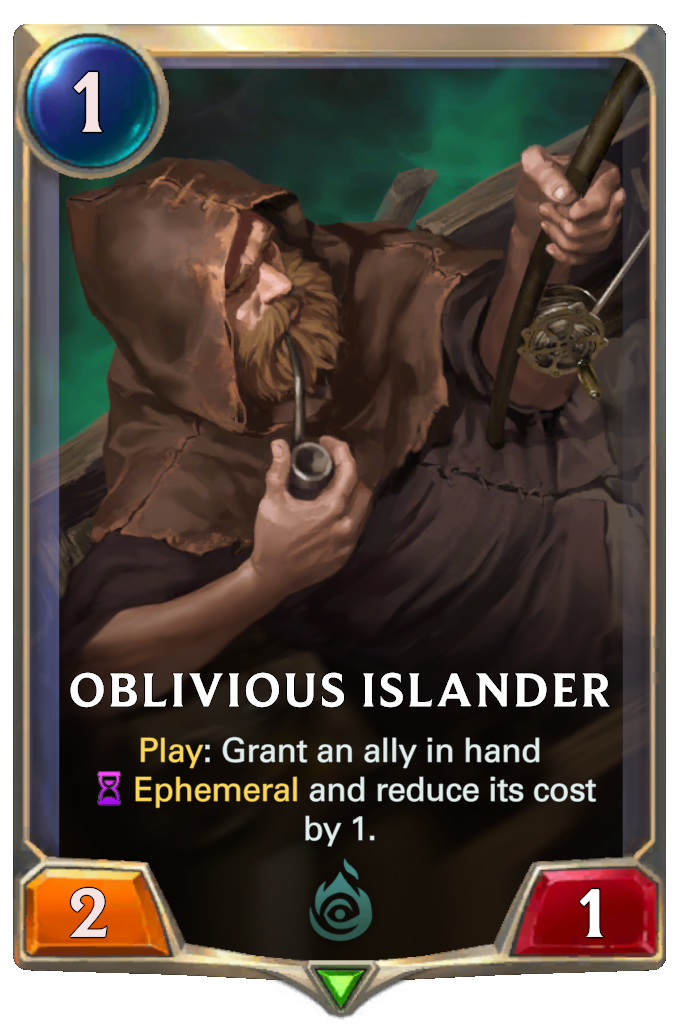 1
OBLIVIOUS ISLANDER
Play: Grant an ally in hand
Ephemeral and reduce its cost
by 1.
2
1